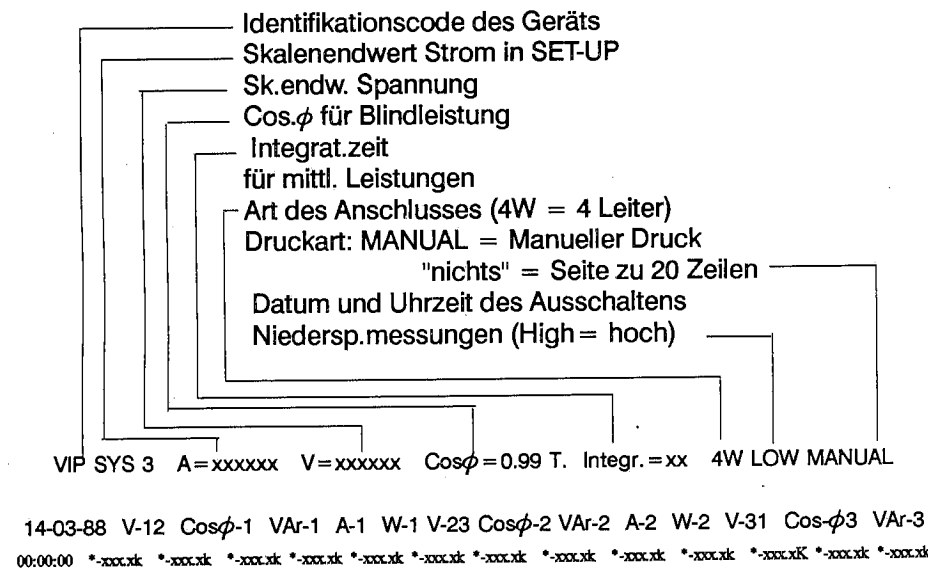 Identifikationscode des Geräts
Skalenendwert Strom in SET-UP
Sk.endw. Spannung
Cos.ϕ für Blindleistung
Integrat.zeit
für mittl. Leistungen
Art des Anschlusses (4W = 4 Leiter)
Druckart: MANUAL = Manueller Druck
"nichts" = Seite zu 20 Zeilen
Datum und Uhrzeit des Ausschaltens
Niedersp.messungen (High = hoch)
VIP SYS 3 A=xxxxxx V=xxxxxx Cosϕ=0.99 T. Integr.=xx 4W LOW MANUAL
14-03-88 V-12 Cosϕ-1 VAr-1 A-1 W-1 V-23 Cosϕ-2 VAr-2 A-2 W-2 V-31 Cos-ϕ3 VAr-3
00:00:00 *-xxx.xk *-xxx.xk *-xxx.xk *-xxx.xk *-xxx.xk *-xxx.xk *-xxx.xk *-xxx.xk *-xxx.xk *-xxx.xk *-xxx.xK *-xxx.xk *-xxx.xk